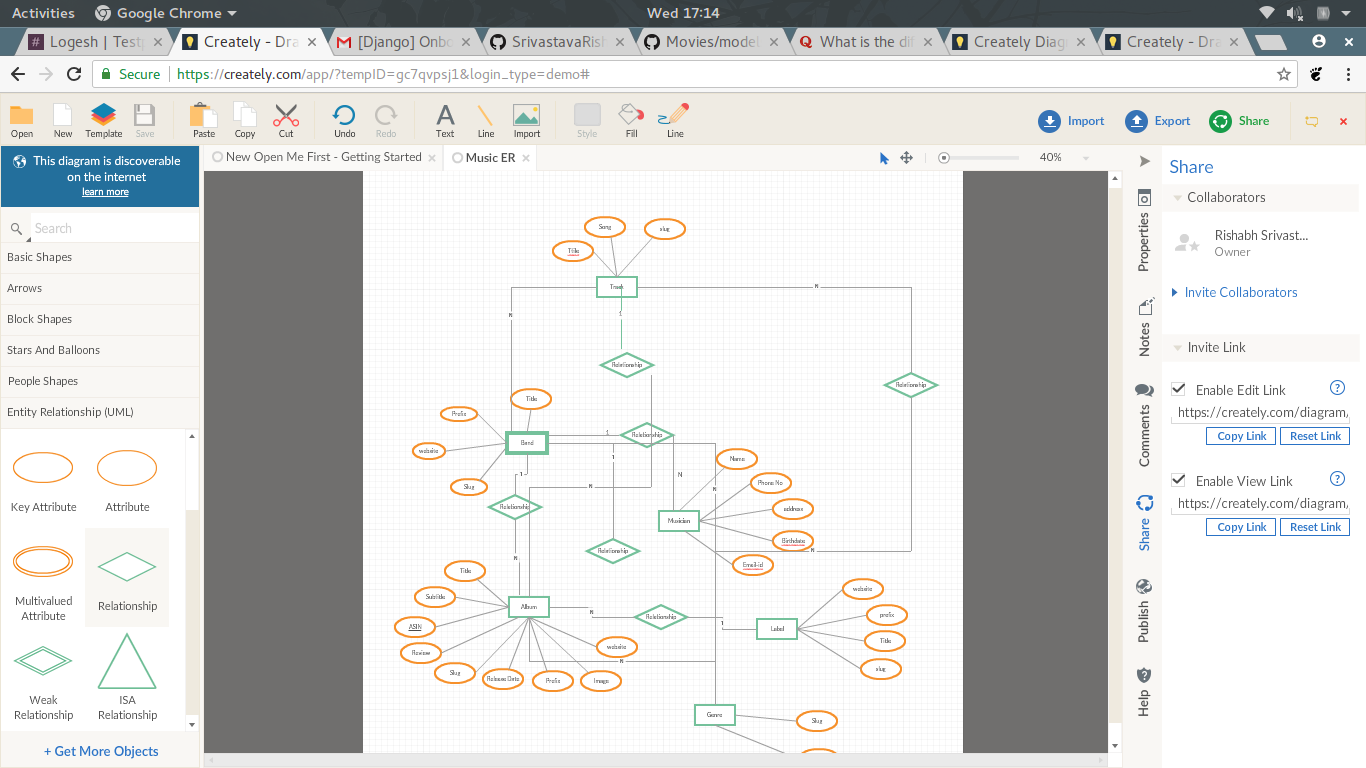 Activities
Google Chrome
Wed 17:14
Logesh | Testp
Creately - Dra
[Django] Onbo
SrivastavaRish
Movies/model
What is the dif
Creately Diag
Creately - Dra
Secure
https://creately.com/app/?tempID=gc7qvpsj1&login_type=demo#
Open
New
Template
Save
Paste
Copy
Cut
Undo
Redo
Text
Line
Import
Style
Fill
Line
Import
Export
Share
This diagram is discoverable
on the internet
learn more
New Open Me First - Getting Started
Music ER
40%
Search
Basic Shapes
Arrows
Block Shapes
Stars And Balloons
People Shapes
Entity Relationship (UML)
Key Attribute
Attribute
Multivalued
Attribute
Relationship
Weak
Relationship
ISA
Relationship
+ Get More Objects
Song
slug
Title
Track
N
N
1
Relationship
Relationship
Title
Prefix
Band
1
Relationship
website
Slug
1
1
N
N
N
Relationship
Relationship
Name
Phone No
address
Musician
Birthdate
N
Email-id
N
Title
Subtitle
ASIN
Review
Slug
Release Date
Prefix
Image
website
Album
N
Relationship
1
Label
N
website
prefix
Title
slug
Genre
Slug
Properties
Notes
Comments
Share
Publish
Help
Share
Collaborators
Rishabh Srivast...
Owner
Invite Collaborators
Invite Link
Enable Edit Link
https://creately.com/diagram/
Copy Link
Reset Link
Enable View Link
https://creately.com/diagram/
Copy Link
Reset Link